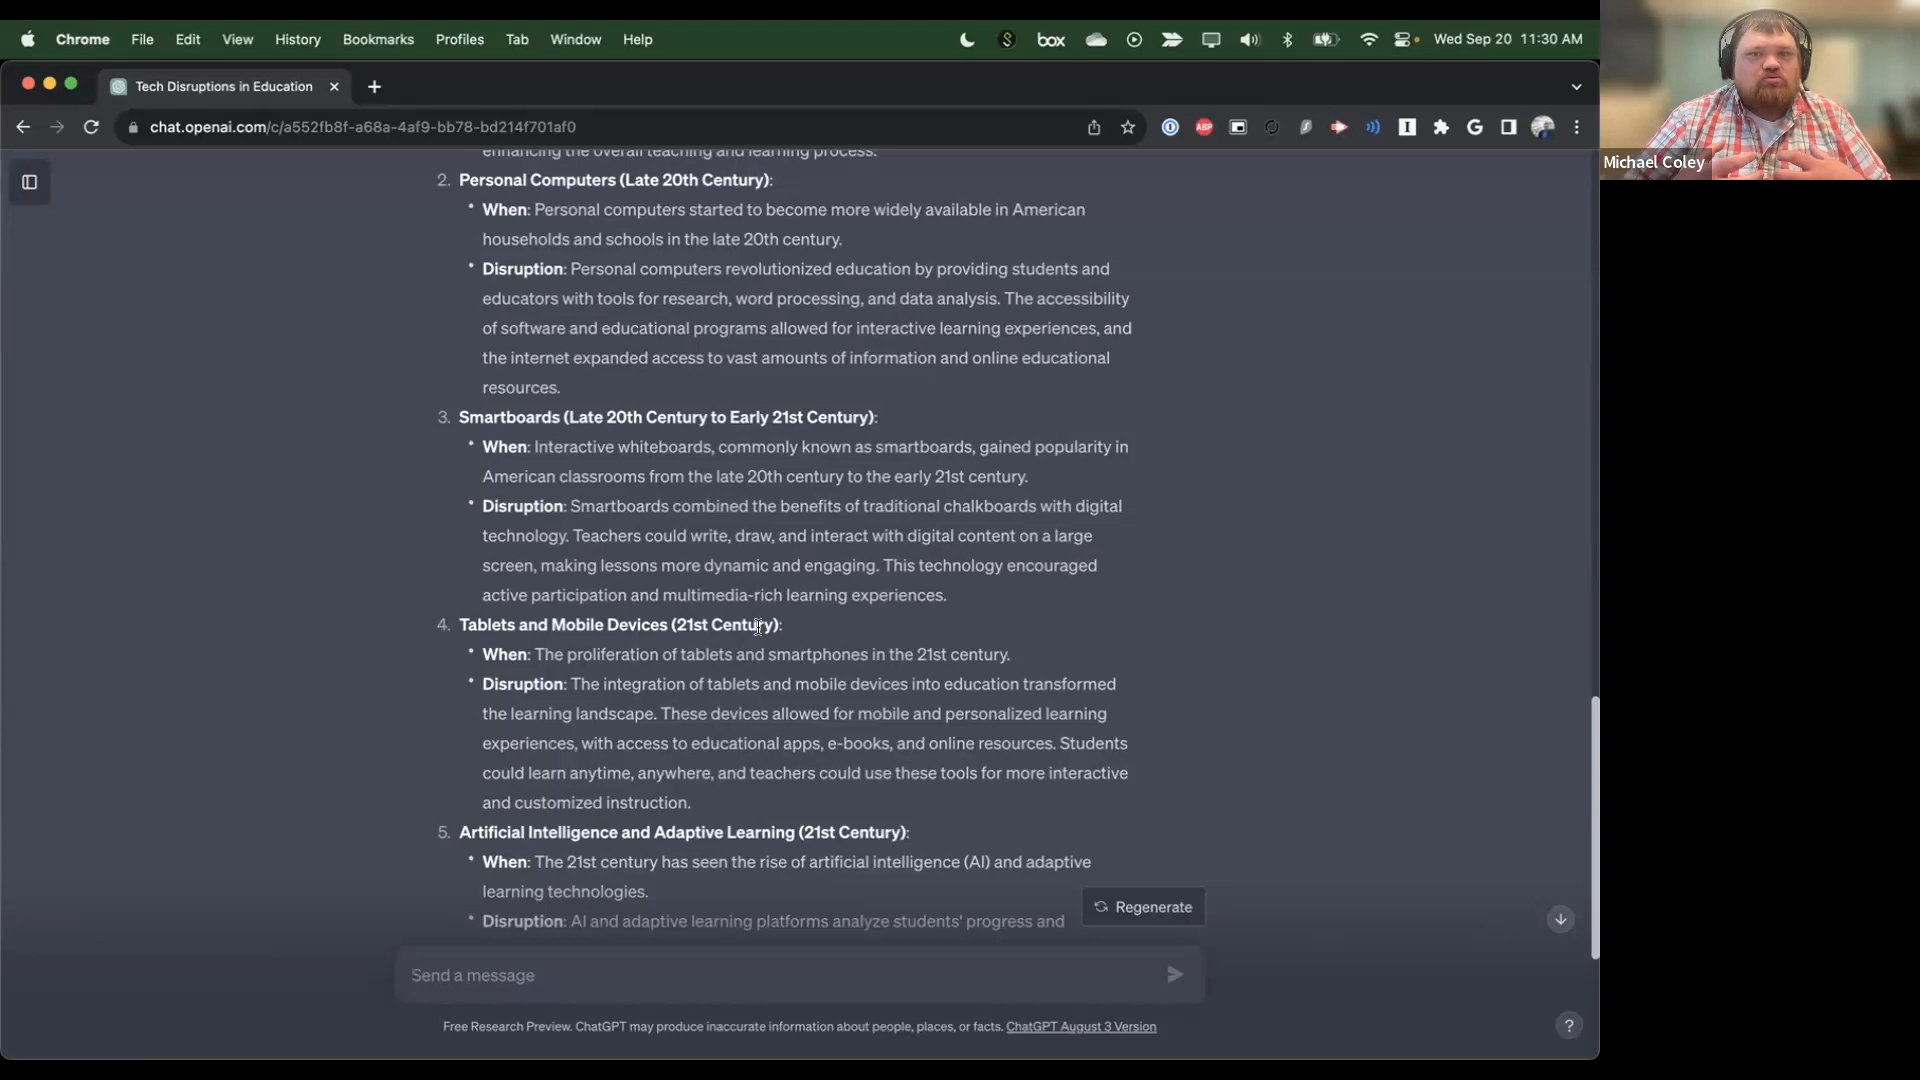 Chrome File Edit View History Bookmarks Profiles Tab Window Help box Wed Sep 20 11:30 AM
Tech Disruptions in Education
chat.openai.com/c/a552fb8f-a68a-4af9-bb78-bd214f701af0
ABP
Michael Coley
enhancing the overall teaching and learning process.
2. Personal Computers (Late 20th Century):
• When: Personal computers started to become more widely available in American
households and schools in the late 20th century.
• Disruption: Personal computers revolutionized education by providing students and
educators with tools for research, word processing, and data analysis. The accessibility
of software and educational programs allowed for interactive learning experiences, and
the internet expanded access to vast amounts of information and online educational
resources.
3. Smartboards (Late 20th Century to Early 21st Century):
• When: Interactive whiteboards, commonly known as smartboards, gained popularity in
American classrooms from the late 20th century to the early 21st century.
• Disruption: Smartboards combined the benefits of traditional chalkboards with digital
technology. Teachers could write, draw, and interact with digital content on a large
screen, making lessons more dynamic and engaging. This technology encouraged
active participation and multimedia-rich learning experiences.
4. Tablets and Mobile Devices (21st Century):
• When: The proliferation of tablets and smartphones in the 21st century.
• Disruption: The integration of tablets and mobile devices into education transformed
the learning landscape. These devices allowed for mobile and personalized learning
experiences, with access to educational apps, e-books, and online resources. Students
could learn anytime, anywhere, and teachers could use these tools for more interactive
and customized instruction.
5. Artificial Intelligence and Adaptive Learning (21st Century):
• When: The 21st century has seen the rise of artificial intelligence (AI) and adaptive
learning technologies.
• Disruption: AI and adaptive learning platforms analyze students' progress and
Regenerate
Send a message
Free Research Preview. ChatGPT may produce inaccurate information about people, places, or facts. ChatGPT August 3 Version
?